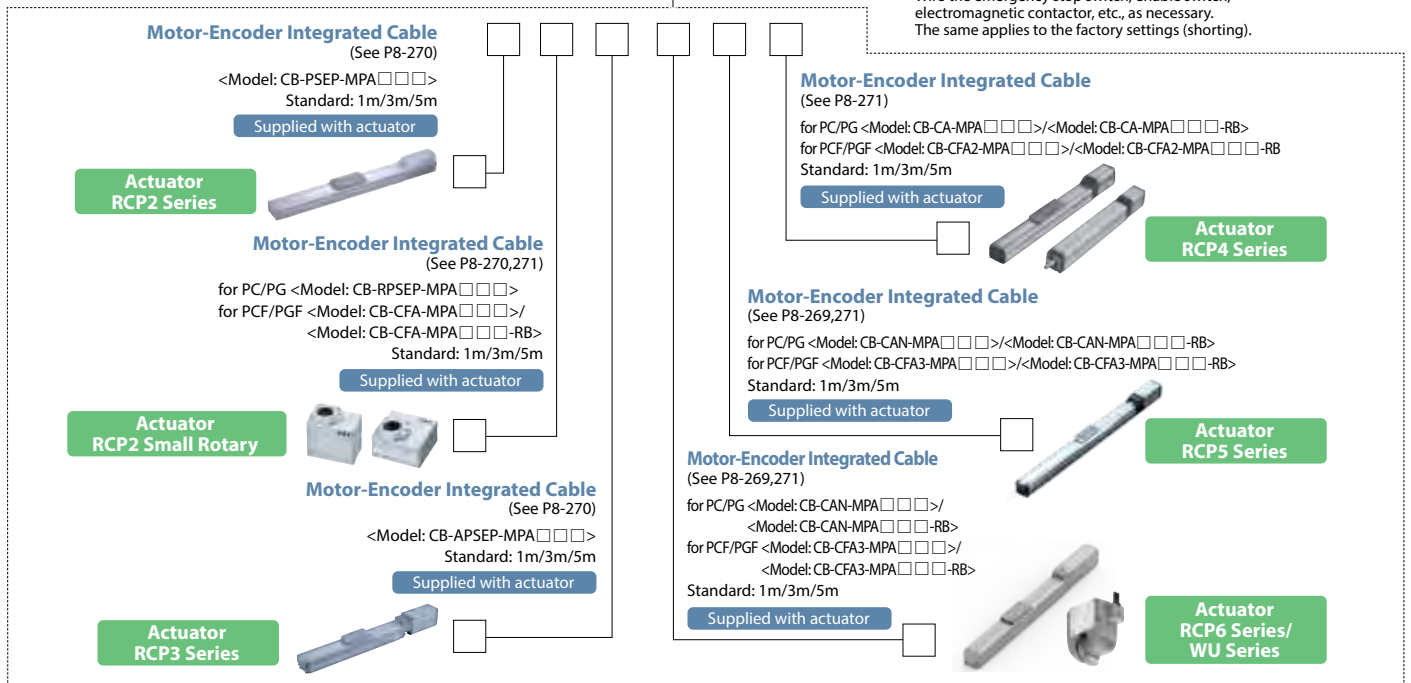 Wire the emergency stop switch, enable switch,
electromagnetic contactor, etc., as necessary.
The same applies to the factory settings (shorting).
Motor-Encoder Integrated Cable
(See P8-270)
<Model: CB-PSEP-MPA□□□>
Standard: 1m/3m/5m
Supplied with actuator
Actuator
RCP2 Series
Motor-Encoder Integrated Cable
(See P8-270,271)
for PC/PG <Model: CB-RPSEP-MPA□□□>
for PCF/PGF <Model: CB-CFA-MPA□□□>/
<Model: CB-CFA-MPA□□□-RB>
Standard: 1m/3m/5m
Supplied with actuator
Actuator
RCP2 Small Rotary
Motor-Encoder Integrated Cable
(See P8-270)
<Model: CB-APSEP-MPA□□□>
Standard: 1m/3m/5m
Supplied with actuator
Actuator
RCP3 Series
Motor-Encoder Integrated Cable
(See P8-271)
for PC/PG <Model: CB-CA-MPA□□□>/<Model: CB-CA-MPA□□□-RB>
for PCF/PGF <Model: CB-CFA2-MPA□□□>/<Model: CB-CFA2-MPA□□□-RB
Standard: 1m/3m/5m
Supplied with actuator
Actuator
RCP4 Series
Motor-Encoder Integrated Cable
(See P8-269,271)
for PC/PG <Model: CB-CAN-MPA□□□>/<Model: CB-CAN-MPA□□□-RB>
for PCF/PGF <Model: CB-CFA3-MPA□□□>/<Model: CB-CFA3-MPA□□□-RB>
Standard: 1m/3m/5m
Supplied with actuator
Actuator
RCP5 Series
Motor-Encoder Integrated Cable
(See P8-269,271)
for PC/PG <Model: CB-CAN-MPA□□□>/
<Model: CB-CAN-MPA□□□-RB>
for PCF/PGF <Model: CB-CFA3-MPA□□□>/
<Model: CB-CFA3-MPA□□□-RB>
Standard: 1m/3m/5m
Supplied with actuator
Actuator
RCP6 Series/
WU Series